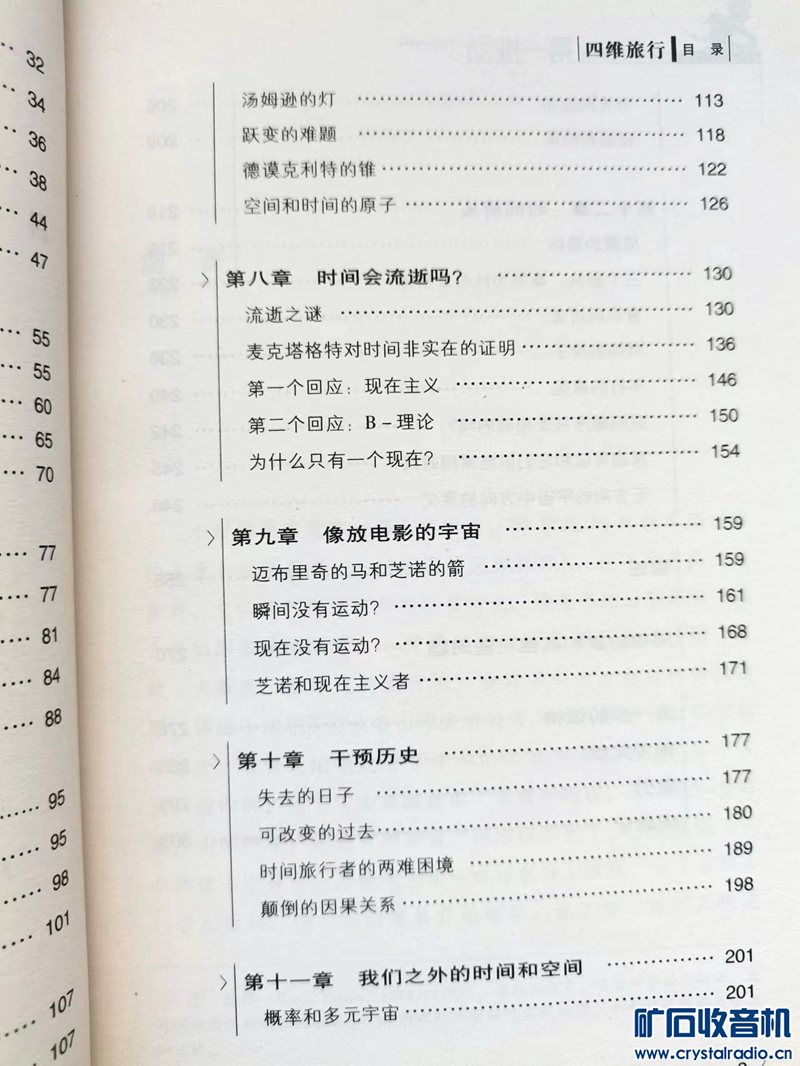 四维旅行 目 录
汤姆逊的灯 …… 113
跃变的难题 …… 118
德谟克利特的锥 …… 122
空间和时间的原子 …… 126
第八章 时间会流逝吗？ …… 130
流逝之谜 …… 130
麦克塔格特对时间非实在的证明 …… 136
第一个回应：现在主义 …… 146
第二个回应：B-理论 …… 150
为什么只有一个现在？ …… 154
第九章 像放电影的宇宙 …… 159
迈布里奇的马和芝诺的箭 …… 159
瞬间没有运动？ …… 161
现在没有运动？ …… 168
芝诺和现在主义者 …… 171
第十章 干预历史 …… 177
失去的日子 …… 177
可改变的过去 …… 180
时间旅行者的两难困境 …… 189
颠倒的因果关系 …… 198
第十一章 我们之外的时间和空间 …… 201
概率和多元宇宙 …… 201
32
34
36
38
44
47
55
55
60
65
70
77
77
81
84
88
95
95
98
101
107
107
矿石收音机
www.crystalradio.cn